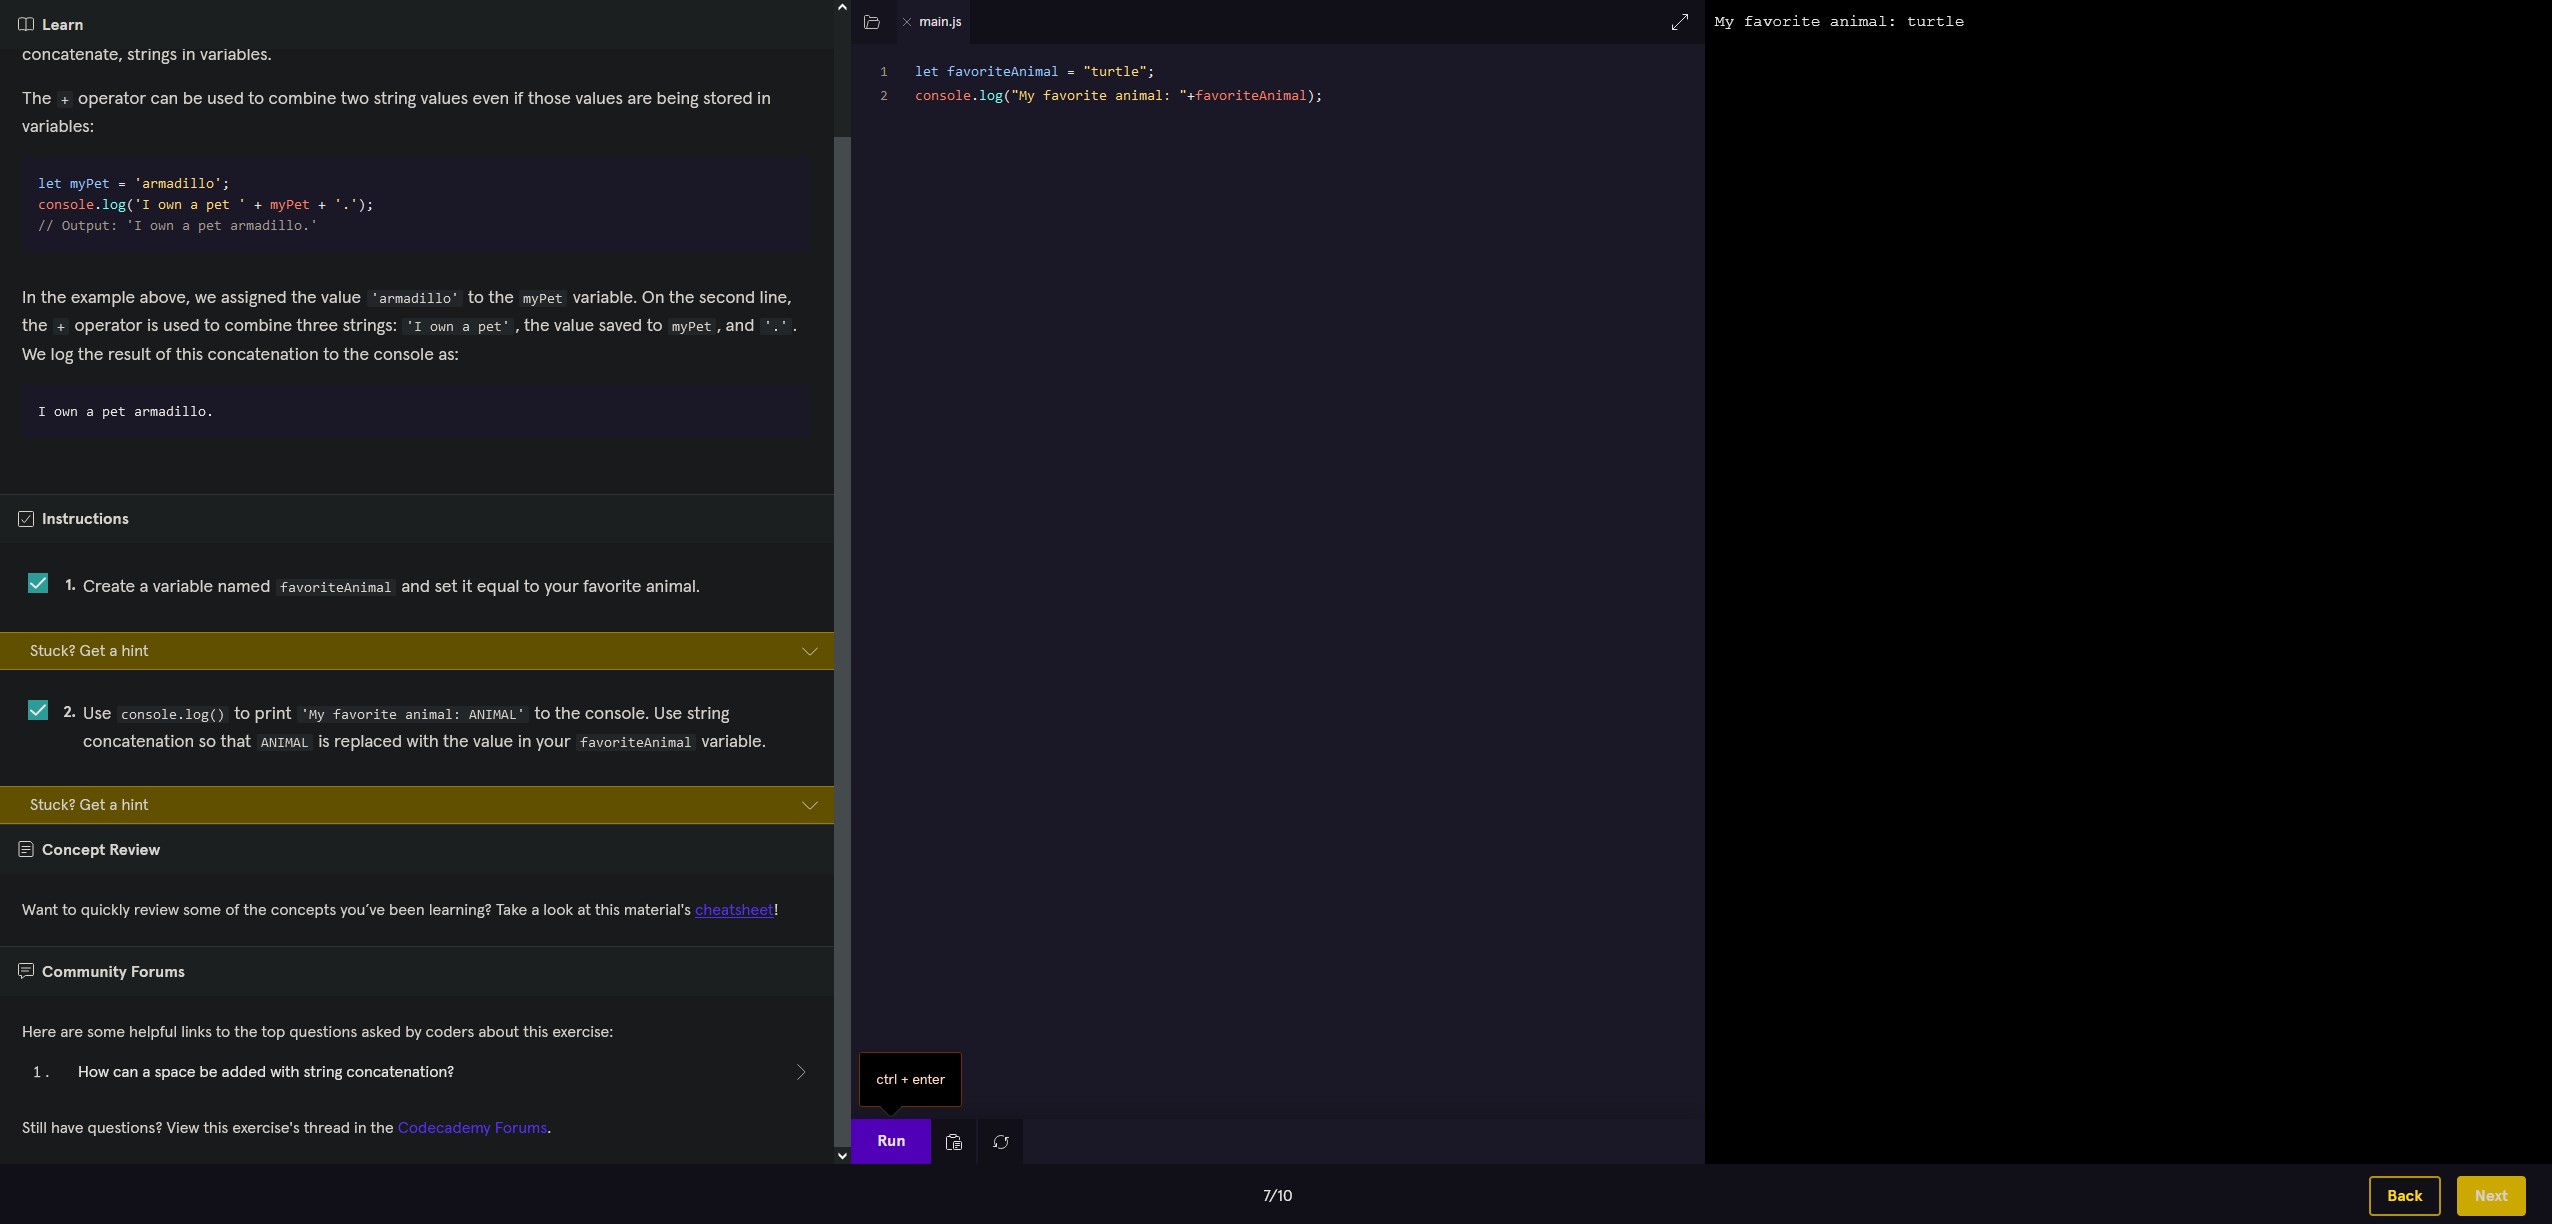 Learn
concatenate, strings in variables.
The + operator can be used to combine two string values even if those values are being stored in
variables:
let myPet = 'armadillo';
console.log('I own a pet ' + myPet + '.');
// Output: 'I own a pet armadillo.'
In the example above, we assigned the value 'armadillo' to the myPet variable. On the second line,
the + operator is used to combine three strings: 'I own a pet', the value saved to myPet, and '.'.
We log the result of this concatenation to the console as:
I own a pet armadillo.
Instructions
1. Create a variable named favoriteAnimal and set it equal to your favorite animal.
Stuck? Get a hint
2. Use console.log() to print 'My favorite animal: ANIMAL' to the console. Use string
concatenation so that ANIMAL is replaced with the value in your favoriteAnimal variable.
Stuck? Get a hint
Concept Review
Want to quickly review some of the concepts you’ve been learning? Take a look at this material's cheatsheet!
Community Forums
Here are some helpful links to the top questions asked by coders about this exercise:
1. How can a space be added with string concatenation?
Still have questions? View this exercise's thread in the Codecademy Forums.
main.js
1 let favoriteAnimal = "turtle";
2 console.log("My favorite animal: "+favoriteAnimal);
ctrl + enter
Run
My favorite animal: turtle
7/10
Back
Next